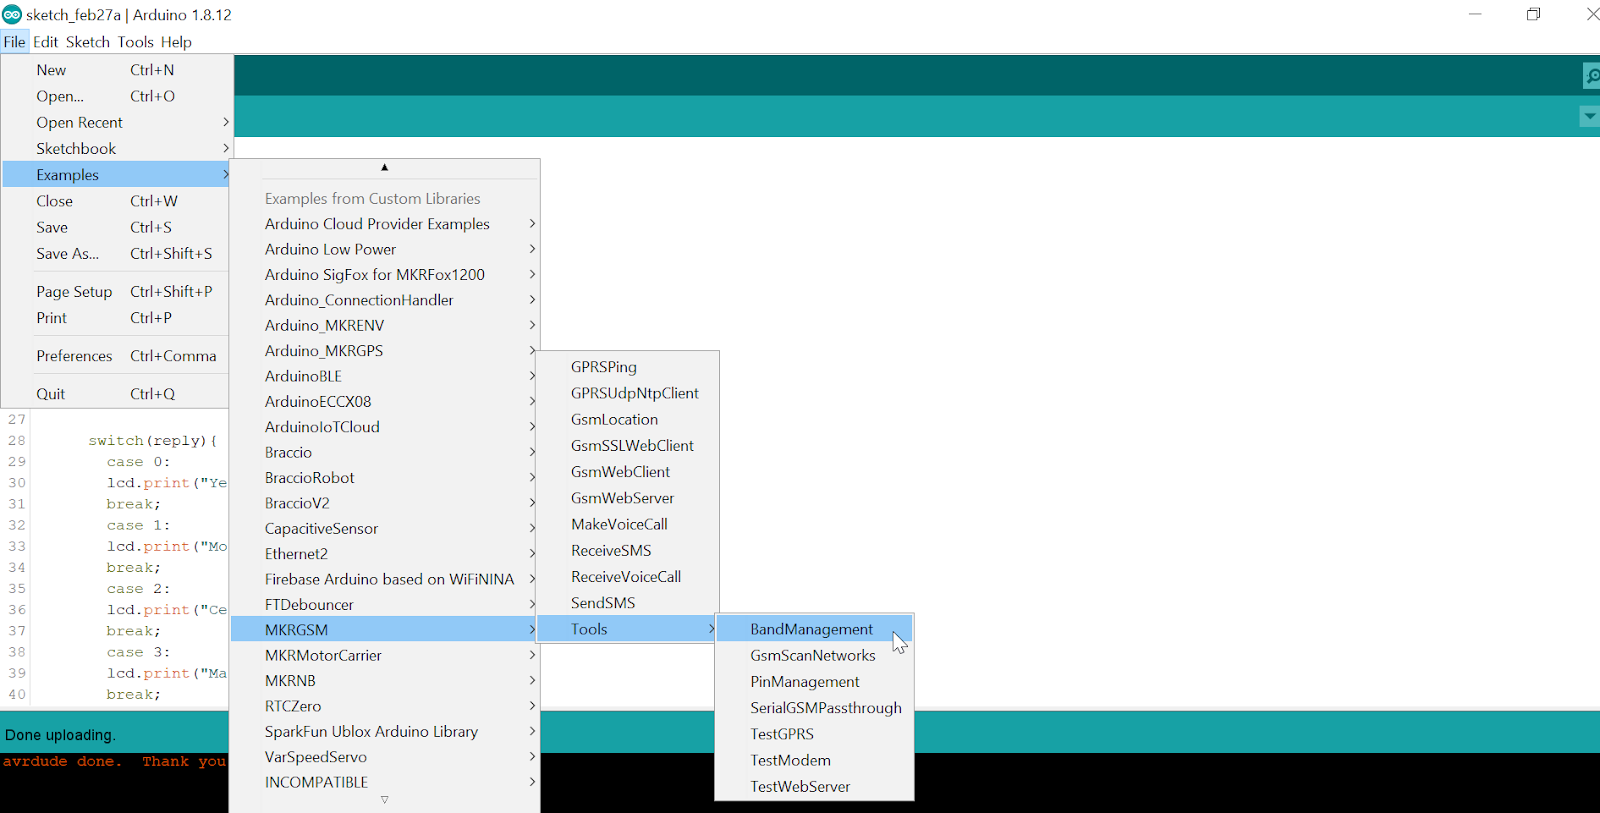 sketch_feb27a | Arduino 1.8.12
File Edit Sketch Tools Help
New Ctrl+N
Open... Ctrl+O
Open Recent
Sketchbook
Examples
Close Ctrl+W
Save Ctrl+S
Save As... Ctrl+Shift+S
Page Setup Ctrl+Shift+P
Print Ctrl+P
Preferences Ctrl+Comma
Quit Ctrl+Q
27
28 switch(reply){
29 case 0:
30 lcd.print("Ye
31 break;
32 case 1:
33 lcd.print("Mo
34 break;
35 case 2:
36 lcd.print("Ce
37 break;
38 case 3:
39 lcd.print("Ma
40 break;
Done uploading.
avrdude done.  Thank you
Examples from Custom Libraries
Arduino Cloud Provider Examples
Arduino Low Power
Arduino SigFox for MKRFox1200
Arduino_ConnectionHandler
Arduino_MKRENV
Arduino_MKRGPS
ArduinoBLE
ArduinoECCX08
ArduinoIoTCloud
Braccio
BraccioRobot
BraccioV2
CapacitiveSensor
Ethernet2
Firebase Arduino based on WiFiNINA
FTDebouncer
MKRGSM
MKRMotorCarrier
MKRNB
RTCZero
SparkFun Ublox Arduino Library
VarSpeedServo
INCOMPATIBLE
GPRSPing
GPRSUdpNtpClient
GsmLocation
GsmSSLWebClient
GsmWebClient
GsmWebServer
MakeVoiceCall
ReceiveSMS
ReceiveVoiceCall
SendSMS
Tools
BandManagement
GsmScanNetworks
PinManagement
SerialGSMPassthrough
TestGPRS
TestModem
TestWebServer